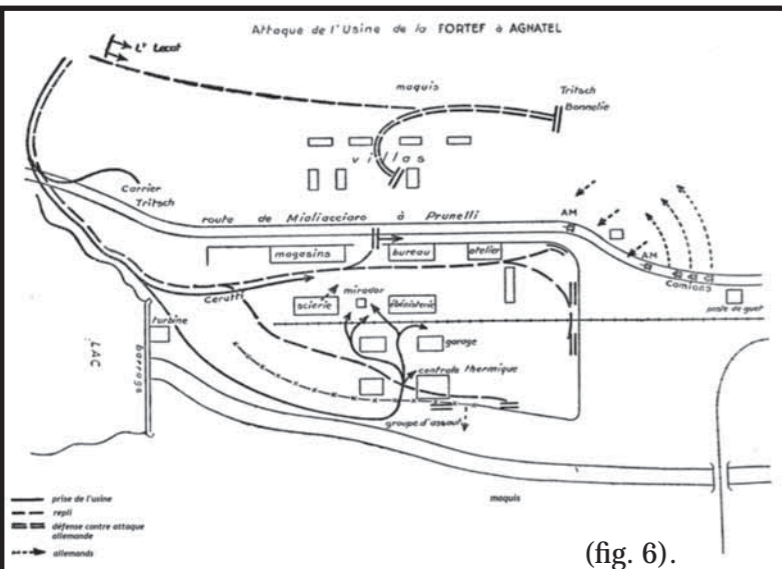 Attaque de l'Usine de la FORTEF à AGNATEL
Lt Lecat
maquis
Tritsch
Bonnelie
villas
Carrier
Tritsch
route de Migliacciaro à Prunelli
AM
AM
Camions
poste de guet
magasins
bureau
atelier
Cerutti
mirador
scierie
ébénisterie
turbine
garage
LAC
barrage
centrale thermique
groupe d'assaut
maquis
prise de l'usine
repli
défense contre attaque
allemande
allemands
(fig. 6).